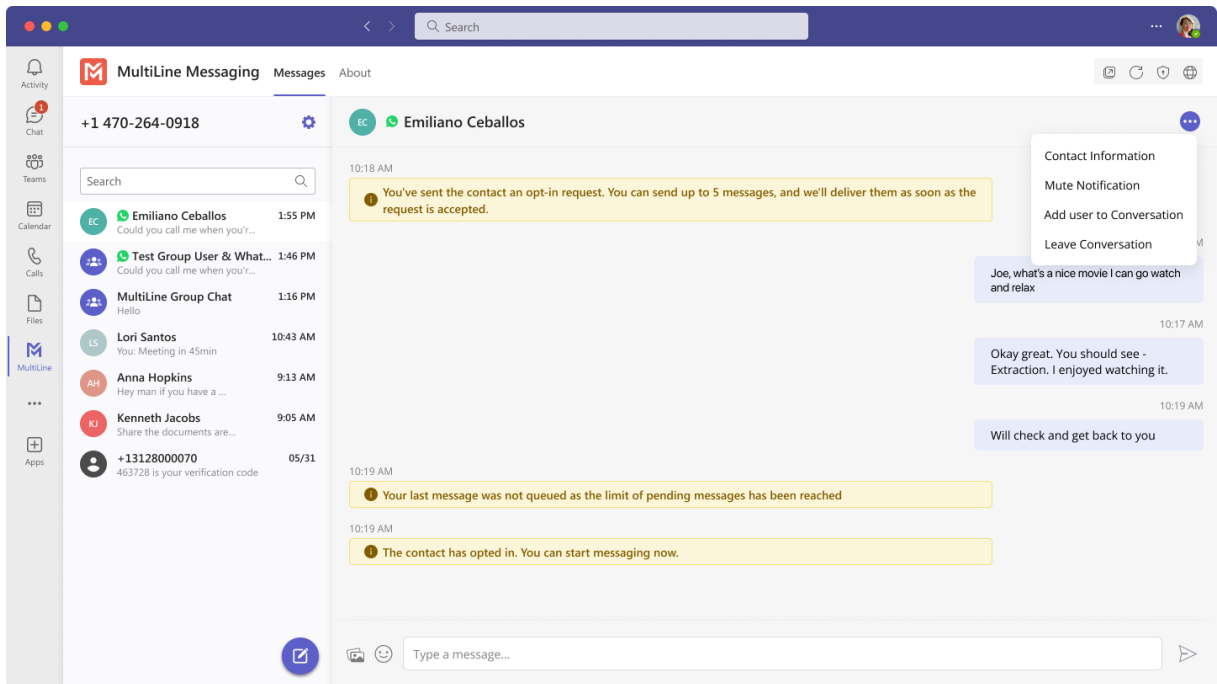 Search
Activity
1
Chat
Teams
Calendar
Calls
Files
MultiLine
Apps
MultiLine Messaging
Messages
About
+1 470-264-0918
Search
EC
Emiliano Ceballos
1:55 PM
Could you call me when you'r...
Test Group User & What...
1:46 PM
Could you call me when you'r...
MultiLine Group Chat
1:16 PM
Hello
LS
Lori Santos
10:43 AM
You: Meeting in 45min
AH
Anna Hopkins
9:13 AM
Hey man if you have a ...
KJ
Kenneth Jacobs
9:05 AM
Share the documents are...
+13128000070
05/31
463728 is your verification code
EC
Emiliano Ceballos
Contact Information
Mute Notification
Add user to Conversation
Leave Conversation
10:18 AM
You've sent the contact an opt-in request. You can send up to 5 messages, and we'll deliver them as soon as the
request is accepted.
Joe, what's a nice movie I can go watch
and relax
10:17 AM
Okay great. You should see -
Extraction. I enjoyed watching it.
10:19 AM
Will check and get back to you
10:19 AM
Your last message was not queued as the limit of pending messages has been reached
10:19 AM
The contact has opted in. You can start messaging now.
Type a message...